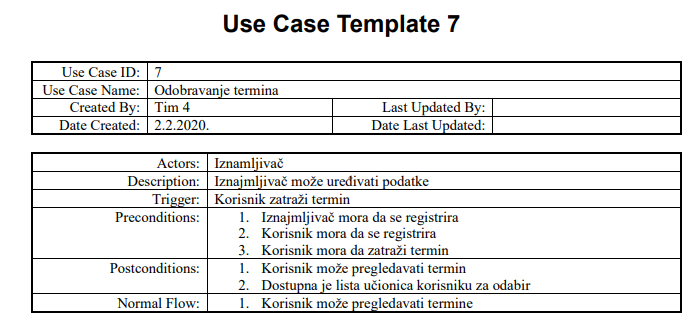 Use Case Template 7
Use Case ID: 7
Use Case Name: Odobravanje termina
Created By: Tim 4 Last Updated By:
Date Created: 2.2.2020. Date Last Updated:
Actors: Iznamljivač
Description: Iznajmljivač može uređivati podatke
Trigger: Korisnik zatraži termin
Preconditions: 1. Iznajmljivač mora da se registrira
2. Korisnik mora da se registrira
3. Korisnik mora da zatraži termin
Postconditions: 1. Korisnik može pregledavati termin
2. Dostupna je lista učionica korisniku za odabir
Normal Flow: 1. Korisnik može pregledavati termine